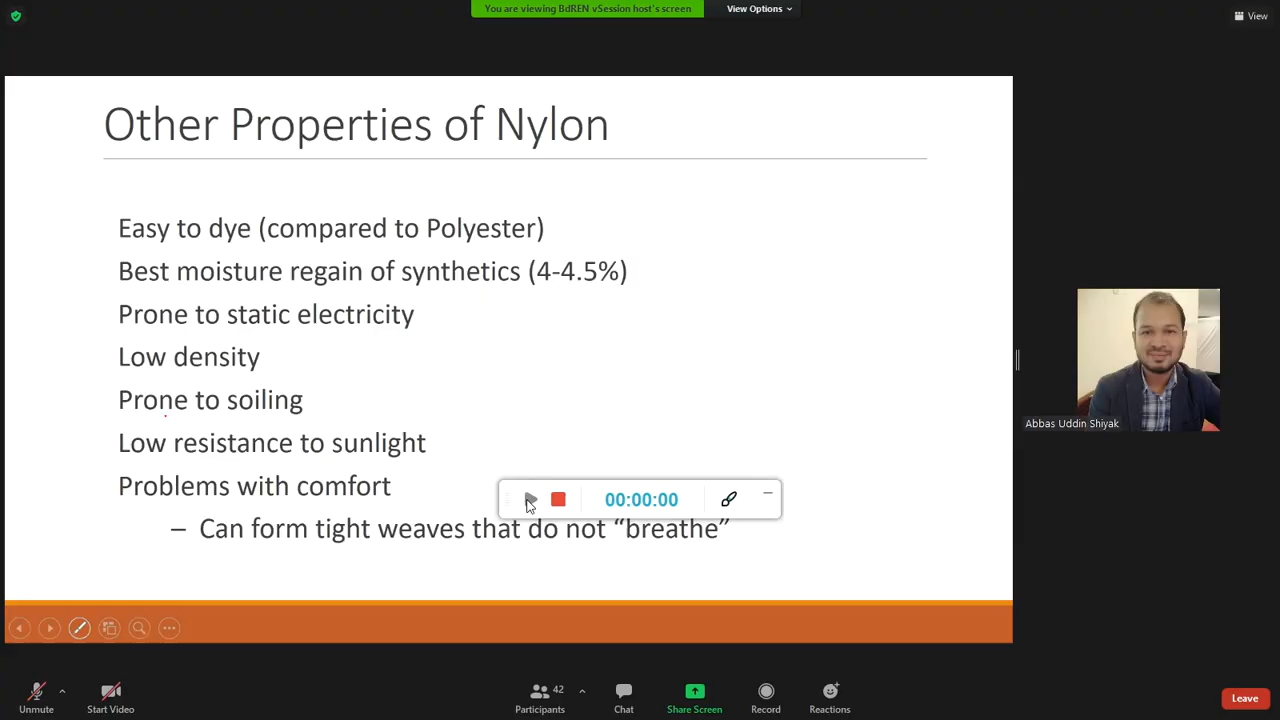 You are viewing BdREN vSession host's screen
View Options
View
Other Properties of Nylon
Easy to dye (compared to Polyester)
Best moisture regain of synthetics (4-4.5%)
Prone to static electricity
Low density
Prone to soiling
Low resistance to sunlight
Problems with comfort
– Can form tight weaves that do not “breathe”
00:00:00
Abbas Uddin Shiyak
Unmute
Start Video
42
Participants
Chat
Share Screen
Record
Reactions
Leave